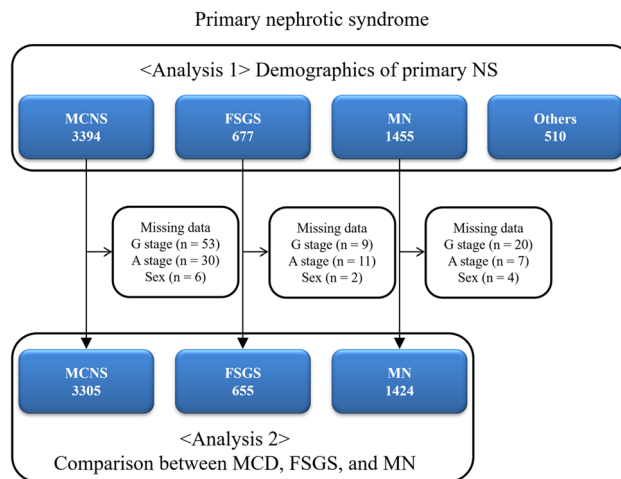 Primary nephrotic syndrome
<Analysis 1> Demographics of primary NS
MCNS
3394
FSGS
677
MN
1455
Others
510
Missing data
G stage (n = 53)
A stage (n = 30)
Sex (n = 6)
Missing data
G stage (n = 9)
A stage (n = 11)
Sex (n = 2)
Missing data
G stage (n = 20)
A stage (n = 7)
Sex (n = 4)
MCNS
3305
FSGS
655
MN
1424
<Analysis 2>
Comparison between MCD, FSGS, and MN